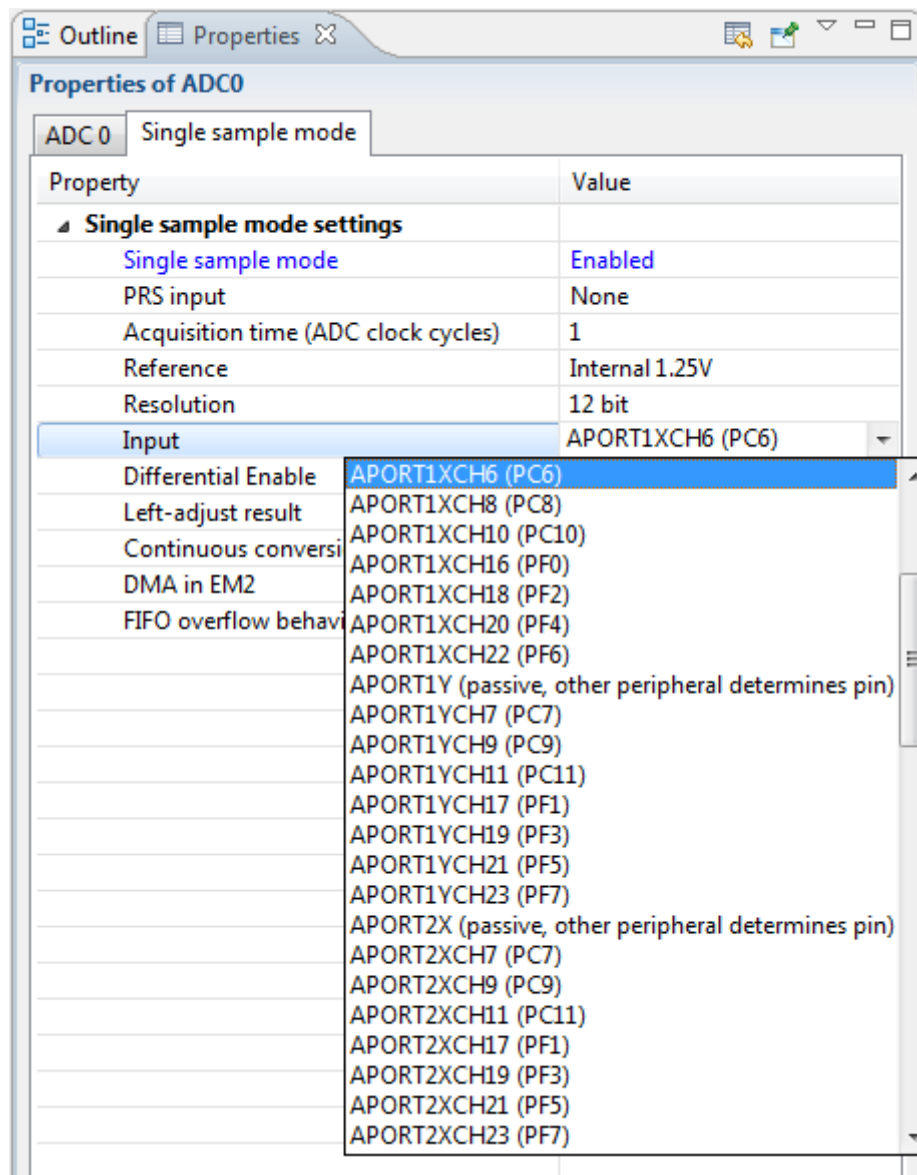 Outline Properties
Properties of ADC0
ADC 0 Single sample mode
Property Value
Single sample mode settings
Single sample mode Enabled
PRS input None
Acquisition time (ADC clock cycles) 1
Reference Internal 1.25V
Resolution 12 bit
Input APORT1XCH6 (PC6)
Differential Enable
Left-adjust result
Continuous conversi
DMA in EM2
FIFO overflow behavi
APORT1XCH6 (PC6)
APORT1XCH8 (PC8)
APORT1XCH10 (PC10)
APORT1XCH16 (PF0)
APORT1XCH18 (PF2)
APORT1XCH20 (PF4)
APORT1XCH22 (PF6)
APORT1Y (passive, other peripheral determines pin)
APORT1YCH7 (PC7)
APORT1YCH9 (PC9)
APORT1YCH11 (PC11)
APORT1YCH17 (PF1)
APORT1YCH19 (PF3)
APORT1YCH21 (PF5)
APORT1YCH23 (PF7)
APORT2X (passive, other peripheral determines pin)
APORT2XCH7 (PC7)
APORT2XCH9 (PC9)
APORT2XCH11 (PC11)
APORT2XCH17 (PF1)
APORT2XCH19 (PF3)
APORT2XCH21 (PF5)
APORT2XCH23 (PF7)